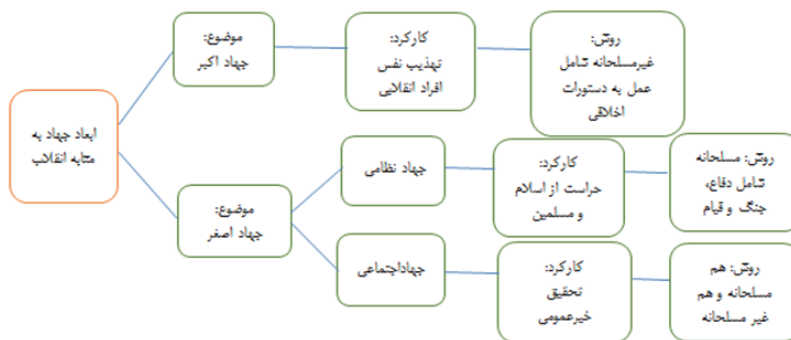 ابعاد جهاد به
مثابه انقلاب
موضوع:
جهاد اکبر
کارکرد:
تهذیب نفس
افراد انقلابی
روش:
غیرمسلحانه شامل
عمل به دستورات
اخلاقی
موضوع:
جهاد اصغر
جهاد نظامی
کارکرد:
حراست از اسلام
و مسلمین
روش: مسلحانه
شامل دفاع،
جنگ و قیام
جهاداجتماعی
کارکرد:
تحقیق
خیرعمومی
روش: هم
مسلحانه و هم
غیر مسلحانه